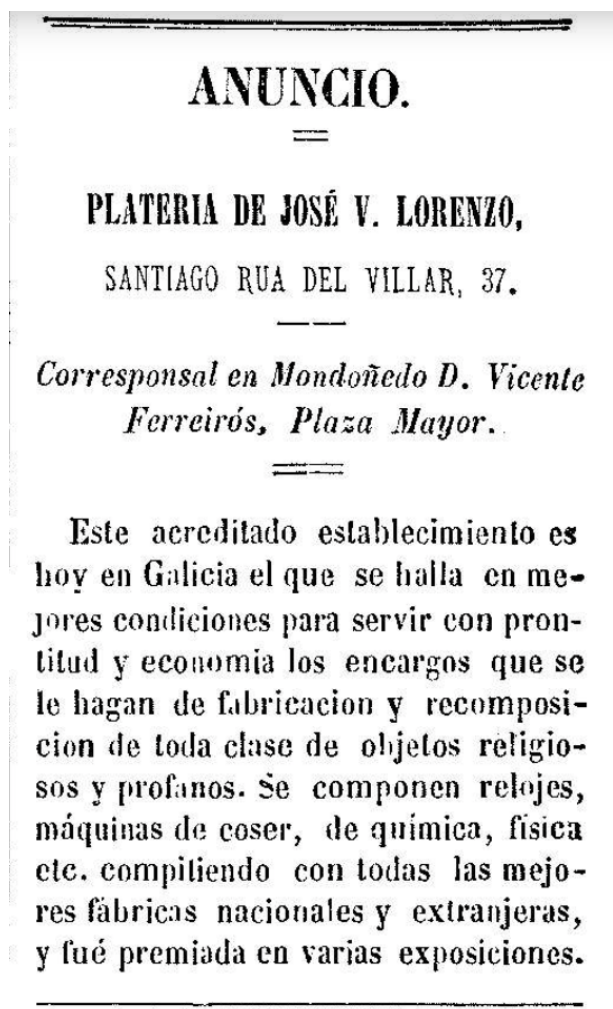 ANUNCIO.
PLATERIA DE JOSÉ V. LORENZO,
SANTIAGO RUA DEL VILLAR, 37.
Corresponsal en Mondoñedo D. Vicente
Ferreirós, Plaza Mayor.
Este acreditado establecimiento es
hoy en Galicia el que se halla en me-
jores condiciones para servir con pron-
titud y economia los encargos que se
le hagan de fabricacion y recomposi-
cion de toda clase de objetos religio-
sos y profanos. Se componen relojes,
máquinas de coser, de química, física
etc. compitiendo con todas las mejo-
res fábricas nacionales y extranjeras,
y fué premiada en varias exposiciones.